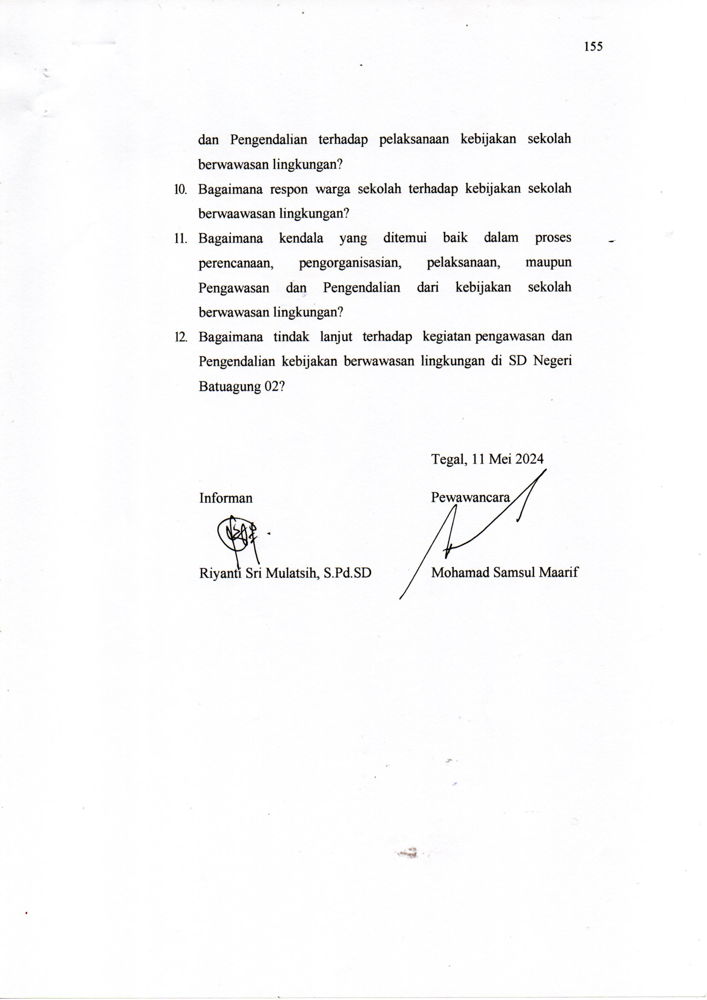 155
dan Pengendalian terhadap pelaksanaan kebijakan sekolah
berwawasan lingkungan?
10. Bagaimana respon warga sekolah terhadap kebijakan sekolah
berwaawasan lingkungan?
11. Bagaimana kendala yang ditemui baik dalam proses
perencanaan, pengorganisasian, pelaksanaan, maupun
Pengawasan dan Pengendalian dari kebijakan sekolah
berwawasan lingkungan?
12. Bagaimana tindak lanjut terhadap kegiatan pengawasan dan
Pengendalian kebijakan berwawasan lingkungan di SD Negeri
Batuagung 02?
Tegal, 11 Mei 2024
Informan Pewawancara
Riyanti Sri Mulatsih, S.Pd.SD Mohamad Samsul Maarif